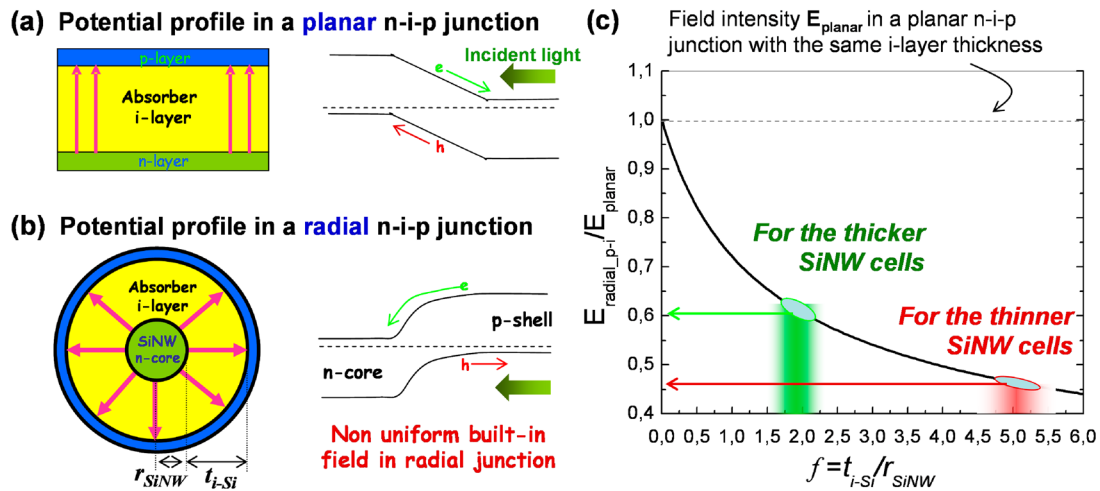 (a) Potential profile in a planar n-i-p junction
p-layer
Absorber
i-layer
n-layer
Incident light
e
h
(b) Potential profile in a radial n-i-p junction
Absorber
i-layer
SiNW
n-core
r_SiNW
t_i-Si
e
p-shell
h
n-core
Non uniform built-in
field in radial junction
(c)
Field intensity E_planar in a planar n-i-p
junction with the same i-layer thickness
E_radial_p-i/E_planar
1,1
1,0
0,9
0,8
0,7
0,6
0,5
0,4
For the thicker
SiNW cells
For the thinner
SiNW cells
0,0 0,5 1,0 1,5 2,0 2,5 3,0 3,5 4,0 4,5 5,0 5,5 6,0
f=t_i-Si/r_SiNW